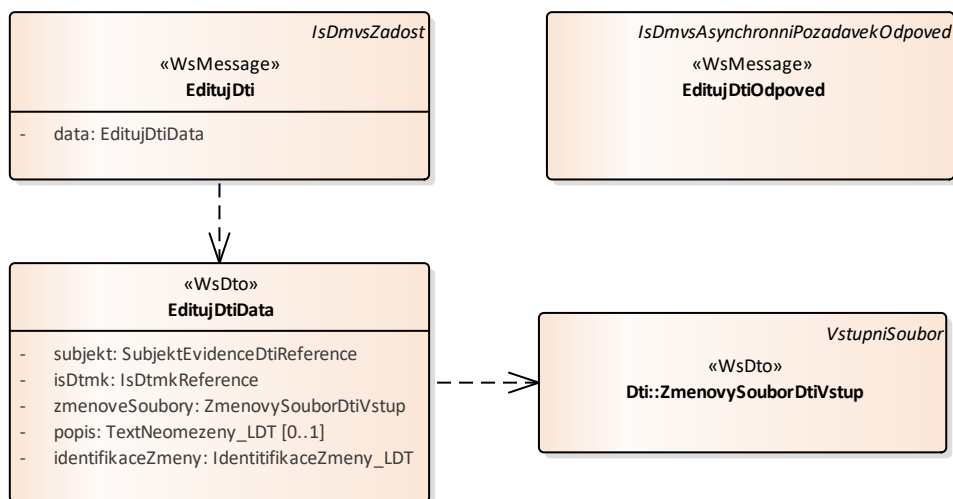 IsDmvsZadost
«WsMessage»
EditujDti
- data: EditujDtiData
IsDmvsAsynchronniPozadavekOdpoved
«WsMessage»
EditujDtiOdpoved
«WsDto»
EditujDtiData
- subjekt: SubjektEvidenceDtiReference
- isDtmk: IsDtmkReference
- zmenoveSoubory: ZmenovySouborDtiVstup
- popis: TextNeomezeny_LDT [0..1]
- identifikaceZmeny: IdentitifikaceZmeny_LDT
VstupniSoubor
«WsDto»
Dti::ZmenovySouborDtiVstup